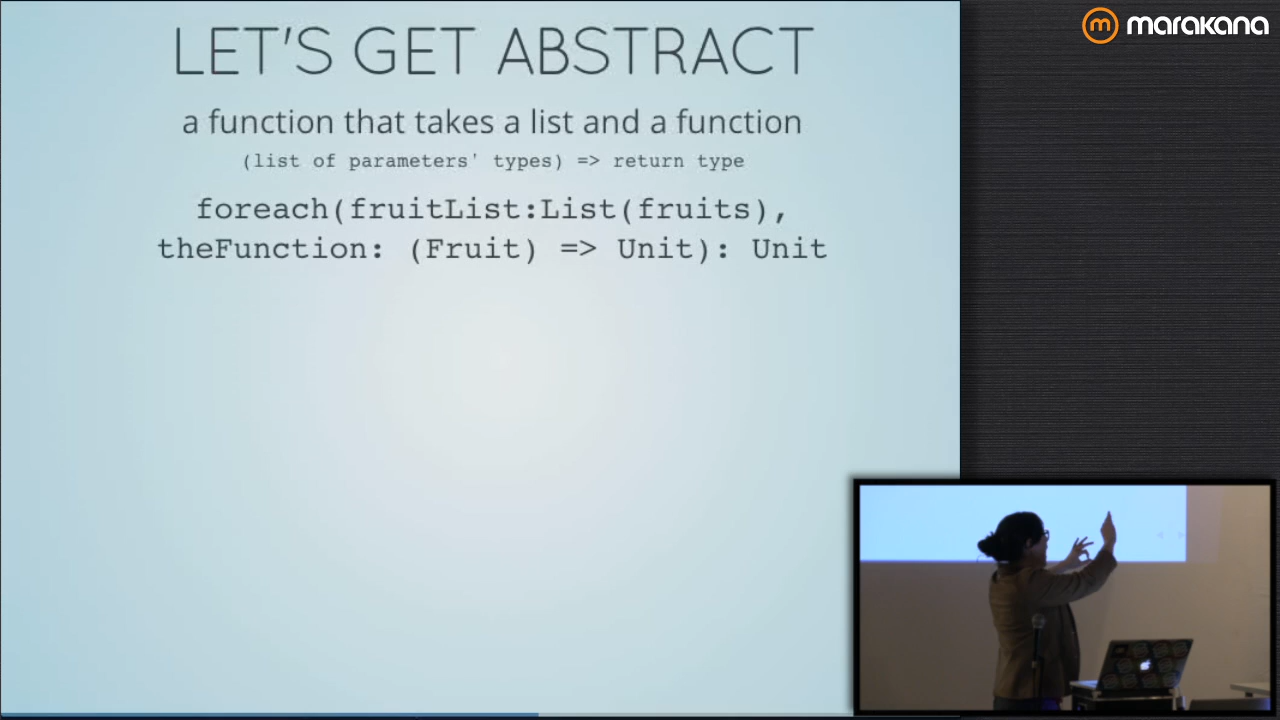 LET'S GET ABSTRACT
a function that takes a list and a function
(list of parameters' types) => return type
foreach(fruitList:List(fruits),
theFunction: (Fruit) => Unit): Unit
marakana